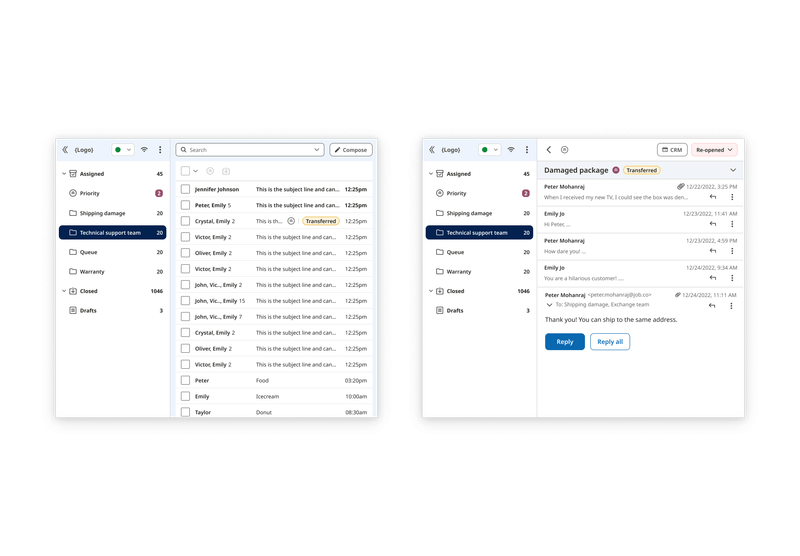 {Logo}
Search
Compose
Assigned 45
Priority 2
Shipping damage 20
Technical support team 20
Queue 20
Warranty 20
Closed 1046
Drafts 3
Jennifer Johnson This is the subject line and can... 12:25pm
Peter, Emily 5 This is the subject line and can... 12:25pm
Crystal, Emily 2 This is th... Transferred 12:25pm
Victor, Emily 2 This is the subject line and can... 12:25pm
Oliver, Emily 2 This is the subject line and can... 12:25pm
Victor, Emily 2 This is the subject line and can... 12:25pm
John, Vic..., Emily 2 This is the subject line and can... 12:25pm
John, Vic..., Emily 15 This is the subject line and can... 12:25pm
John, Vic..., Emily 7 This is the subject line and can... 12:25pm
Crystal, Emily 2 This is the subject line and can... 12:25pm
Oliver, Emily 2 This is the subject line and can... 12:25pm
Victor, Emily 2 This is the subject line and can... 12:25pm
Peter Food 03:20pm
Emily Icecream 10:00am
Taylor Donut 08:30am
{Logo}
CRM
Re-opened
Assigned 45
Priority 2
Shipping damage 20
Technical support team 20
Queue 20
Warranty 20
Closed 1046
Drafts 3
Damaged package Transferred
Peter Mohanraj 12/22/2022, 3:25 PM
When I received my new TV, I could see the box was den...
Emily Jo 12/23/2022, 11:41 AM
Hi Peter, ...
Peter Mohanraj 12/23/2022, 4:59 PM
How dare you! ...
Emily Jo 12/24/2022, 9:34 AM
You are a hilarious customer! ....
Peter Mohanraj <peter.mohanraj@job.co> 12/24/2022, 11:11 AM
To: Shipping damage, Exchange team
Thank you! You can ship to the same address.
Reply
Reply all